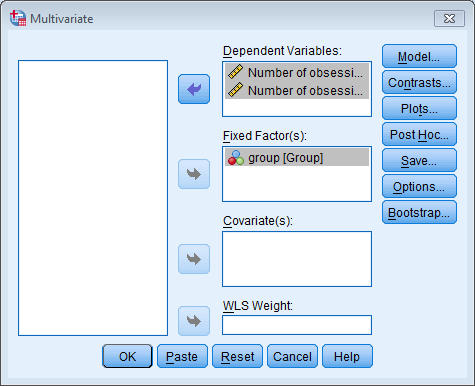 Multivariate
Dependent Variables:
Number of obsessi...
Number of obsessi...
Fixed Factor(s):
group [Group]
Covariate(s):
WLS Weight:
Model...
Contrasts...
Plots...
Post Hoc...
Save...
Options...
Bootstrap...
OK
Paste
Reset
Cancel
Help